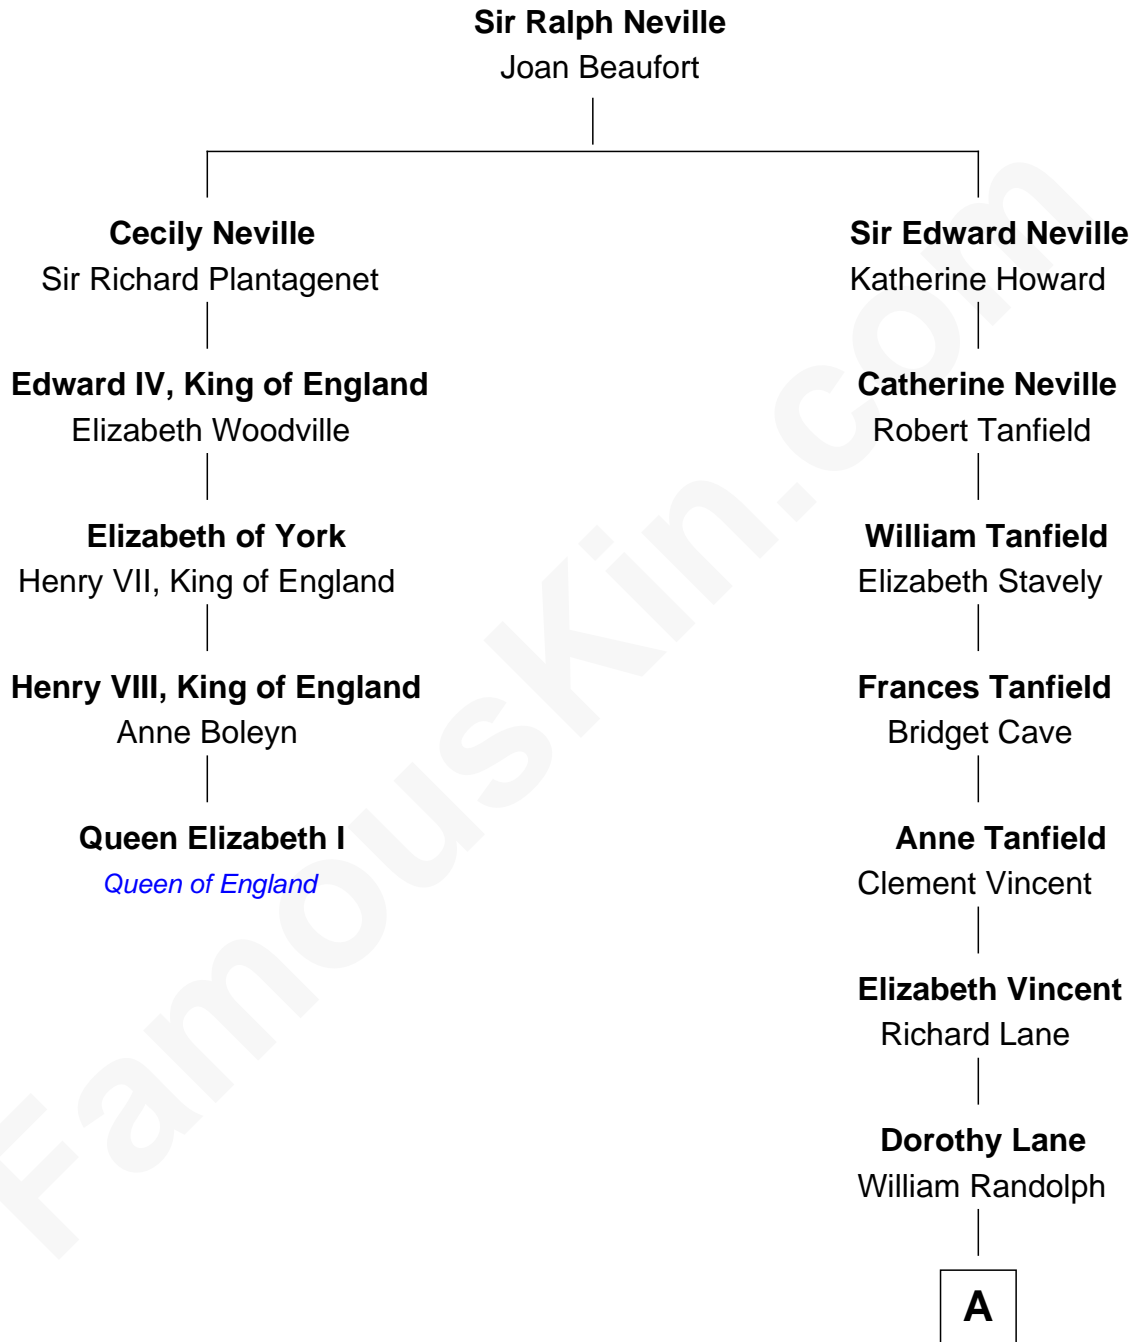 Sir Ralph Neville
Joan Beaufort
Cecily Neville
Sir Richard Plantagenet
Edward IV, King of England
Elizabeth Woodville
Elizabeth of York
Henry VII, King of England
Henry VIII, King of England
Anne Boleyn
Queen Elizabeth I
Queen of England
Sir Edward Neville
Katherine Howard
Catherine Neville
Robert Tanfield
William Tanfield
Elizabeth Stavely
Frances Tanfield
Bridget Cave
Anne Tanfield
Clement Vincent
Elizabeth Vincent
Richard Lane
Dorothy Lane
William Randolph
A
FamousKin.com